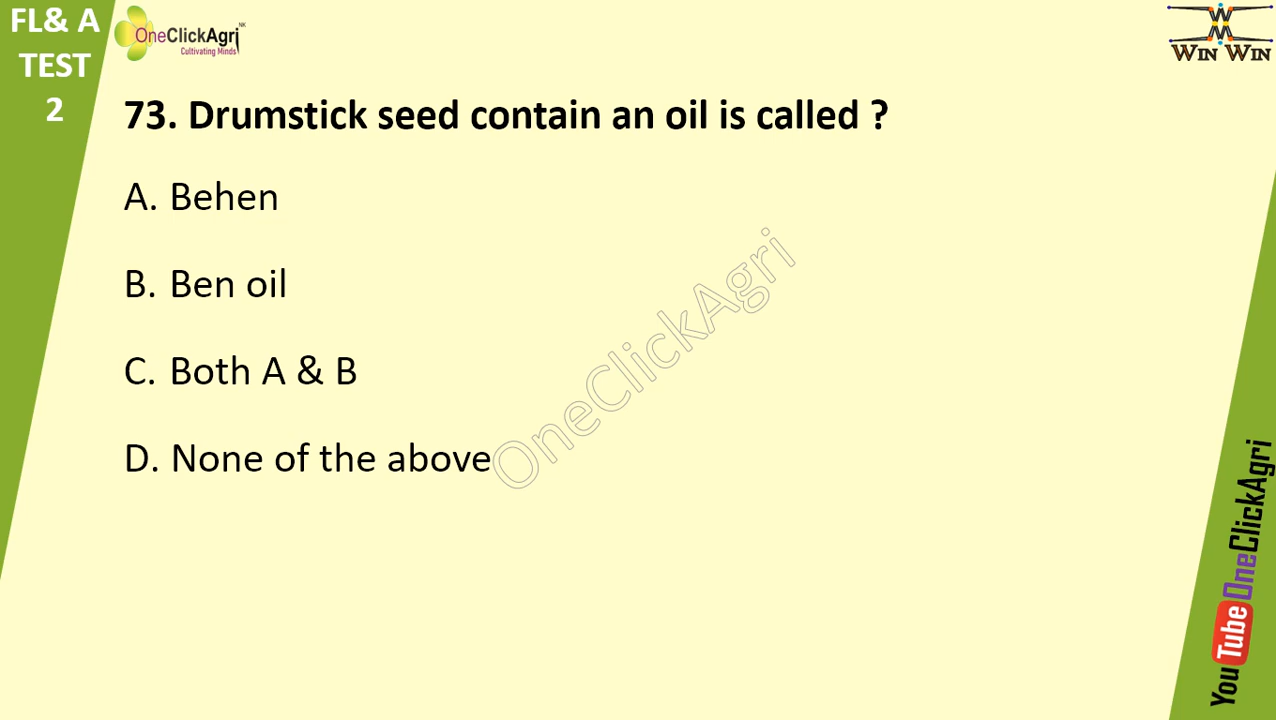 FL& A
TEST
2
OneClickAgri NK
Cultivating Minds
WIN WIN
73. Drumstick seed contain an oil is called ?
A. Behen
B. Ben oil
C. Both A & B
D. None of the above
OneClickAgri
YouTube OneClickAgri